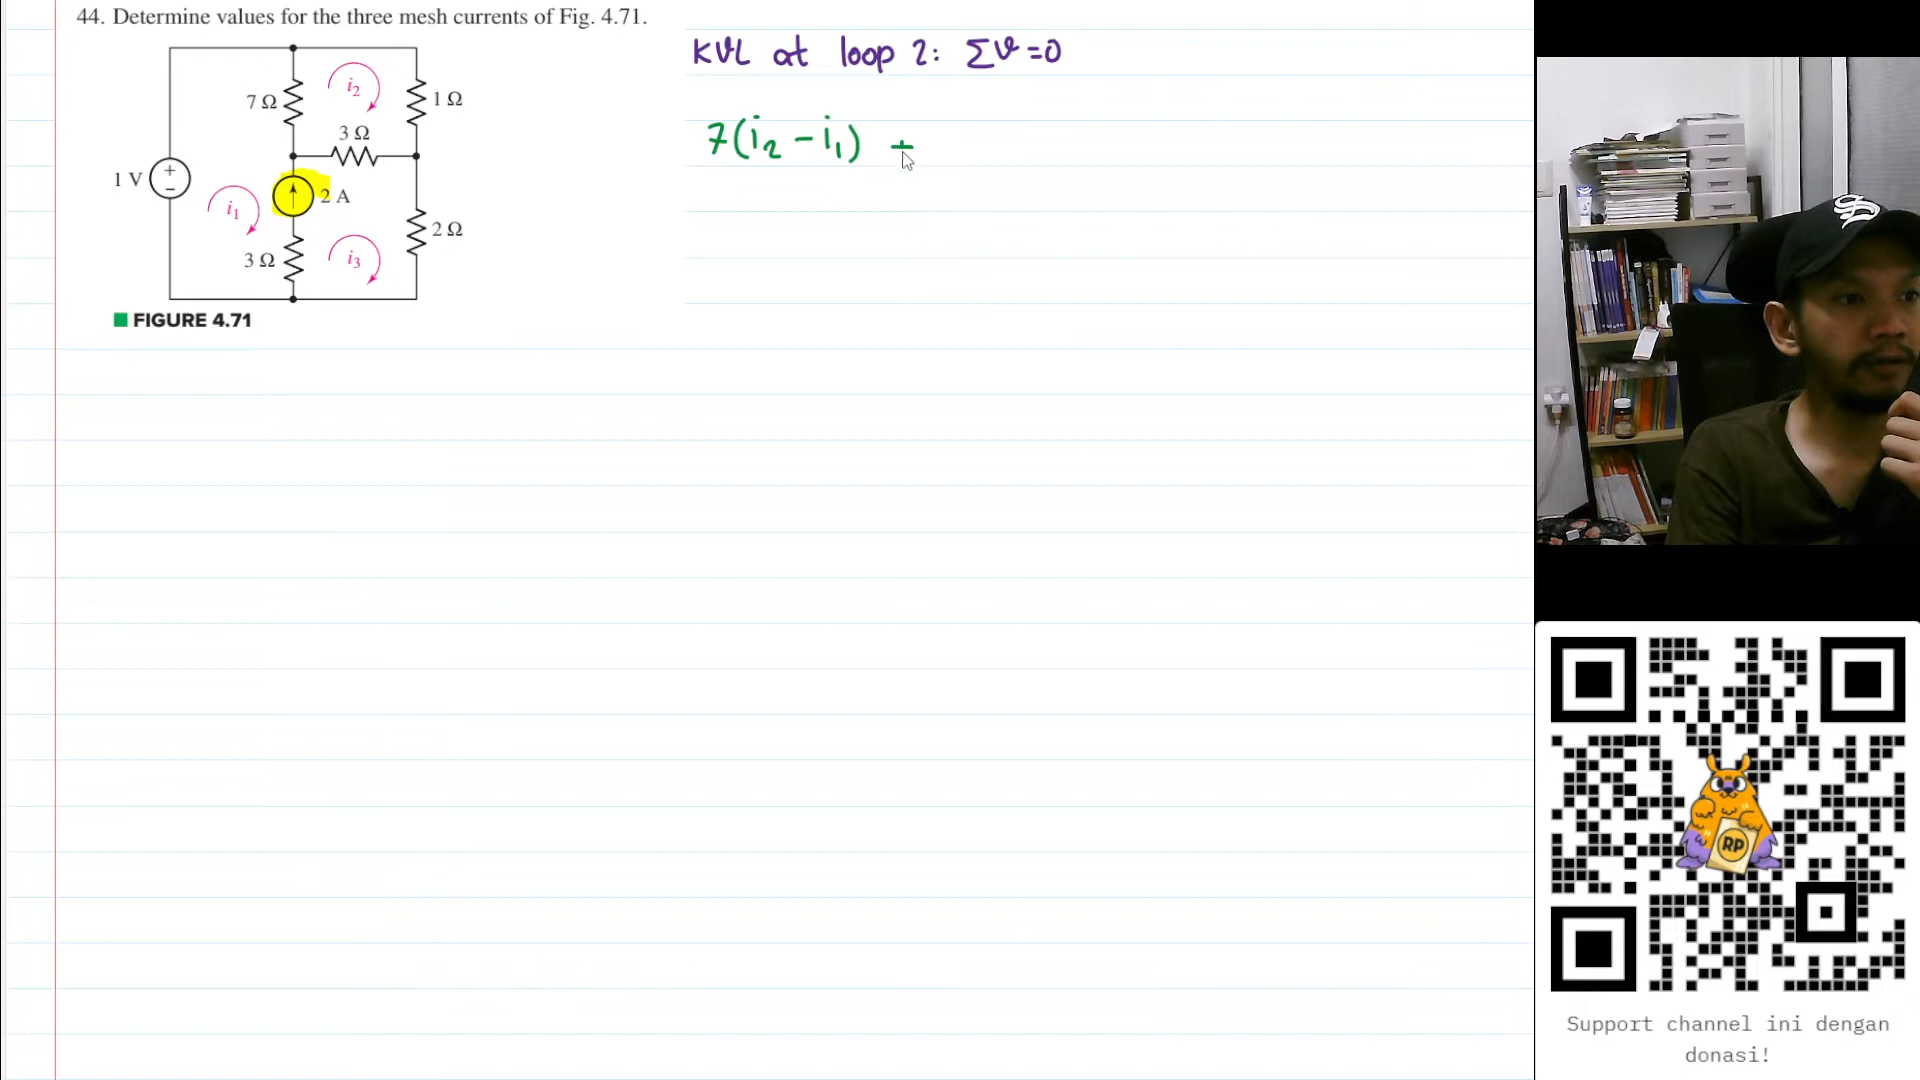 44. Determine values for the three mesh currents of Fig. 4.71.
KVL at loop 2: Σv=0
7(i₂ - i₁) +
7 Ω
i₂
1 Ω
3 Ω
1 V
+
−
i₁
2 A
3 Ω
i₃
2 Ω
FIGURE 4.71
RP
Support channel ini dengan
donasi!